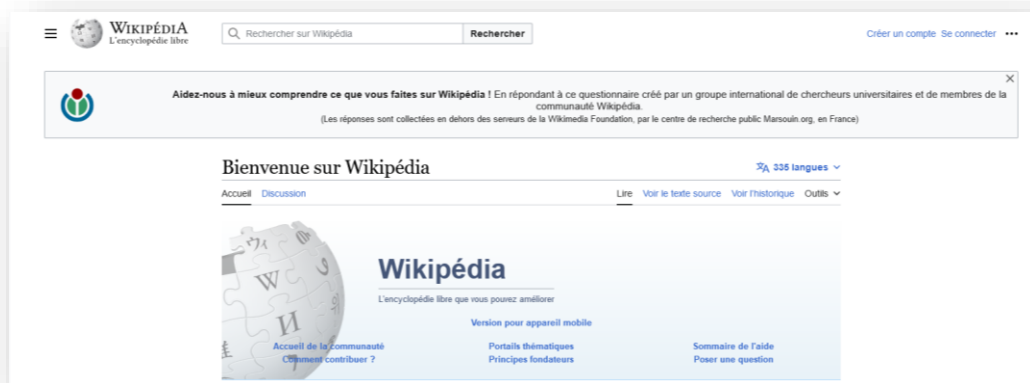 WIKIPÉDIA
L'encyclopédie libre
Rechercher sur Wikipédia
Rechercher
Créer un compte Se connecter
Aidez-nous à mieux comprendre ce que vous faites sur Wikipédia ! En répondant à ce questionnaire créé par un groupe international de chercheurs universitaires et de membres de la
communauté Wikipédia.
(Les réponses sont collectées en dehors des serveurs de la Wikimedia Foundation, par le centre de recherche public Marsouin.org, en France)
Bienvenue sur Wikipédia
335 langues
Accueil Discussion
Lire Voir le texte source Voir l'historique Outils
Wikipédia
L'encyclopédie libre que vous pouvez améliorer
Version pour appareil mobile
Accueil de la communauté Portails thématiques Sommaire de l'aide
Comment contribuer ? Principes fondateurs Poser une question